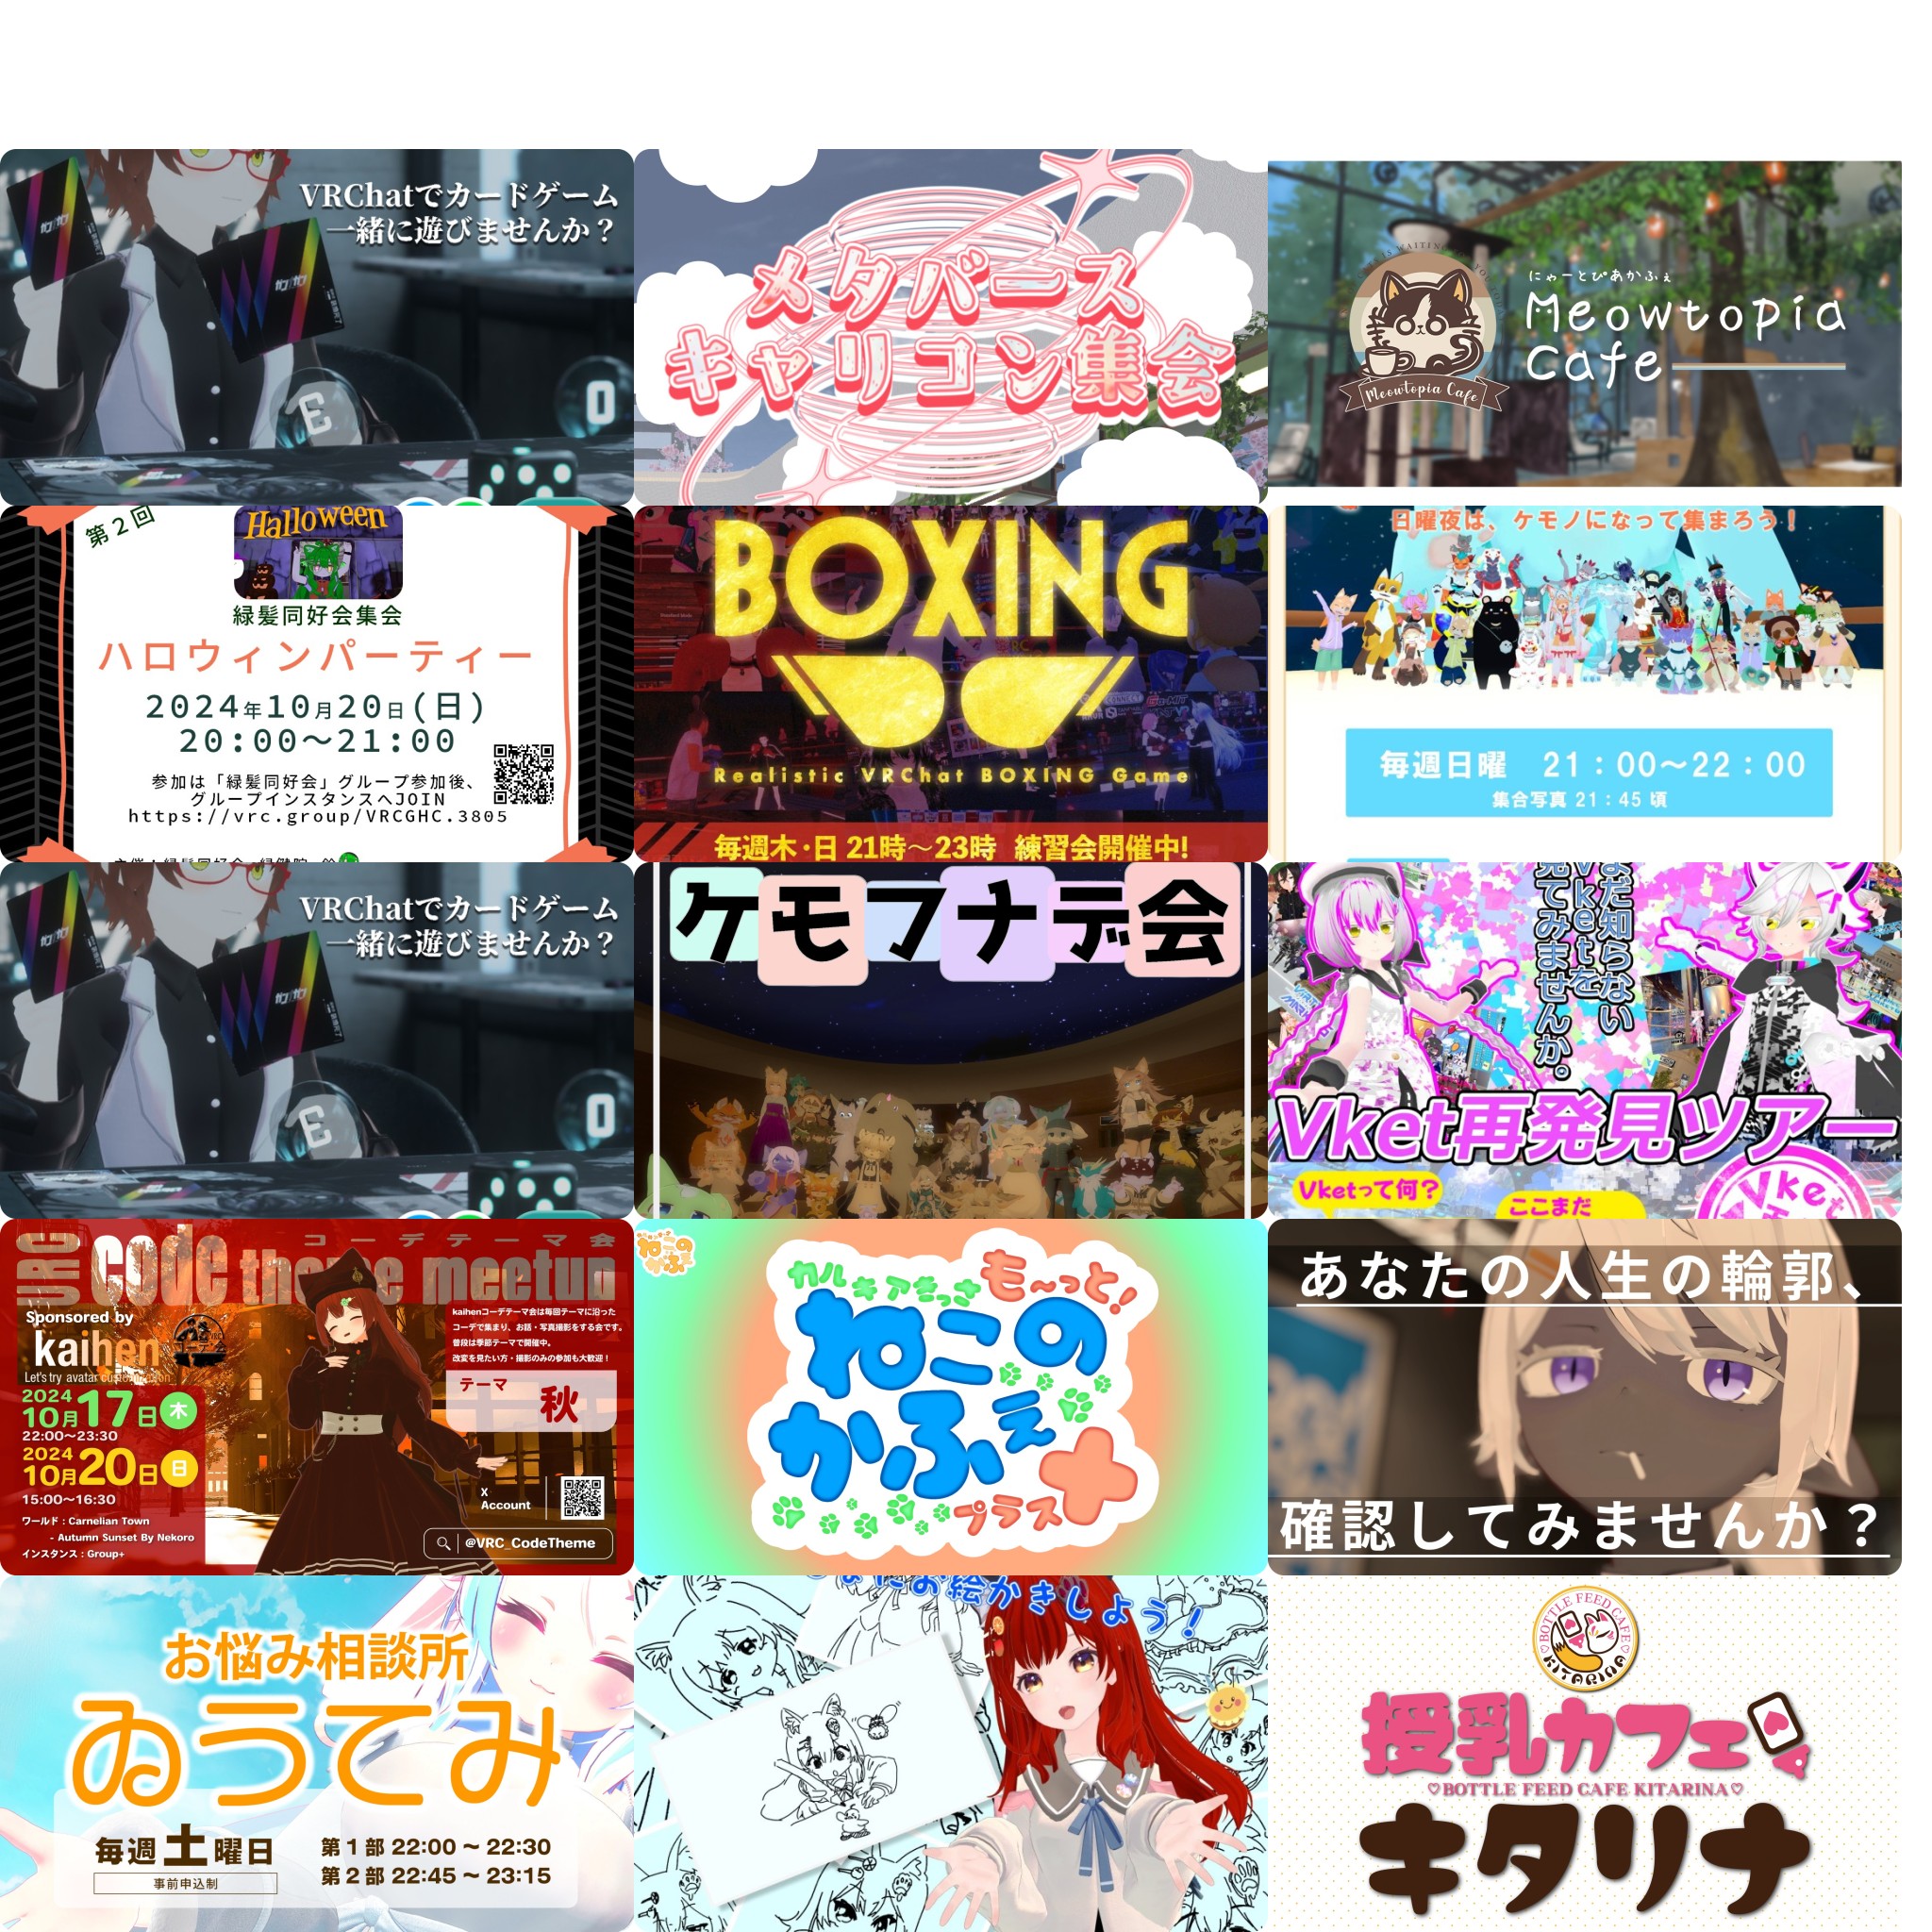 VRChatでカードゲーム
一緒に遊びませんか？
E
O
メタバース
キャリコン集会
にゃーとぴあかふぇ
Meowtopia
Cafe
Meowtopia Cafe
第2回
Halloween
緑髪同好会集会
ハロウィンパーティー
2024年10月20日(日)
20:00〜21:00
参加は「緑髪同好会」グループ参加後、
グループインスタンスへJOIN
https://vrc.group/VRCGHC.3805
BOXING
Realistic VRChat BOXING Game
毎週木・日 21時〜23時 練習会開催中!
日曜夜は、ケモノになって集まろう！
毎週日曜 21：00〜22：00
集合写真 21：45 頃
VRChatでカードゲーム
一緒に遊びませんか？
E
O
ケモフナデ会
まだ知らない
Vketを
見てみませんか。
Vket再発見ツアー
Vketって何？
ここまだ
Vket
コーデテーマ会
VRC code theme meetup
Sponsored by
kaihen
Let's try avatar customization
kaihenコーデテーマ会は毎回テーマに沿った
コーデで集まり、お話・写真撮影をする会です。
普段は季節テーマで開催中。
改変を見たい方・撮影のみの参加も大歓迎！
テーマ
秋
2024
10月17日 木
22:00〜23:30
2024
10月20日 日
15:00〜16:30
ワールド : Carnelian Town
- Autumn Sunset By Nekoro
インスタンス : Group+
X
Account
@VRC_CodeTheme
ねこの
かふぇ
カルキアきっさ
も〜っと！
ねこの
かふぇ
プラス
あなたの人生の輪郭、
確認してみませんか？
お悩み相談所
ゐうてみ
毎週土曜日
事前申込制
第1部 22:00 ~ 22:30
第2部 22:45 ~ 23:15
お絵かきしよう！
BOTTLE FEED CAFE
KITARINA
授乳カフェ
♡BOTTLE FEED CAFE KITARINA♡
キタリナ